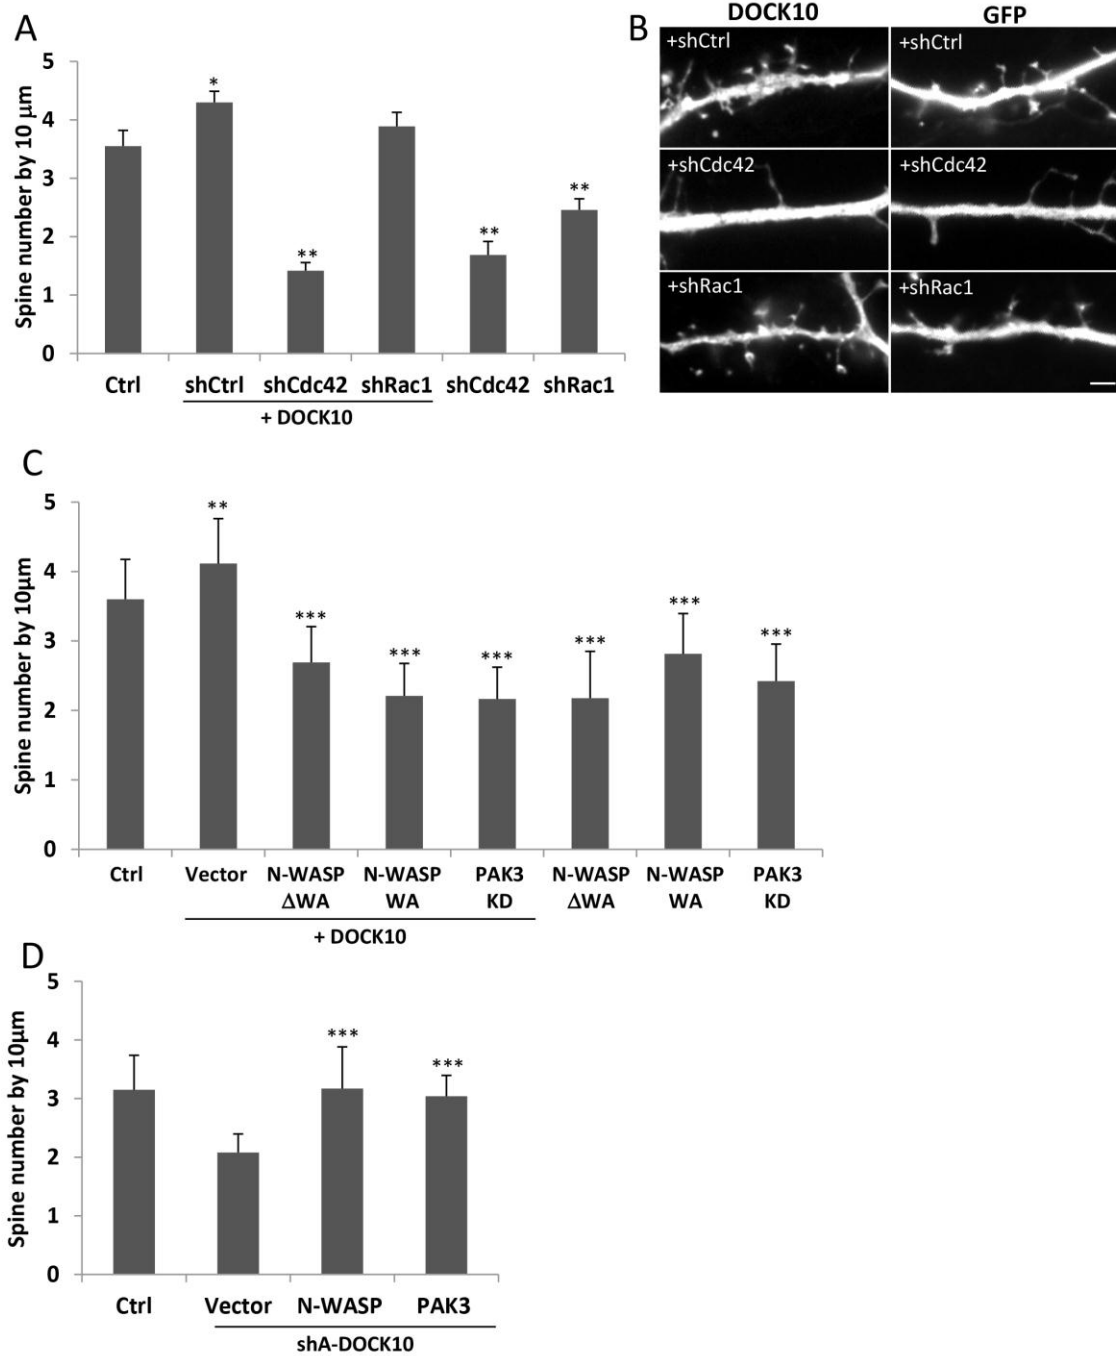 A
Spine number by 10 µm
5
4
3
2
1
0
*
**
**
**
Ctrl shCtrl shCdc42 shRac1 shCdc42 shRac1
+ DOCK10
B
DOCK10 GFP
+shCtrl +shCtrl
+shCdc42 +shCdc42
+shRac1 +shRac1
C
Spine number by 10µm
5
4
3
2
1
0
**
***
***
***
***
***
***
Ctrl Vector N-WASP N-WASP PAK3 N-WASP N-WASP PAK3
ΔWA WA KD ΔWA WA KD
+ DOCK10
D
Spine number by 10µm
5
4
3
2
1
0
***
***
Ctrl Vector N-WASP PAK3
shA-DOCK10